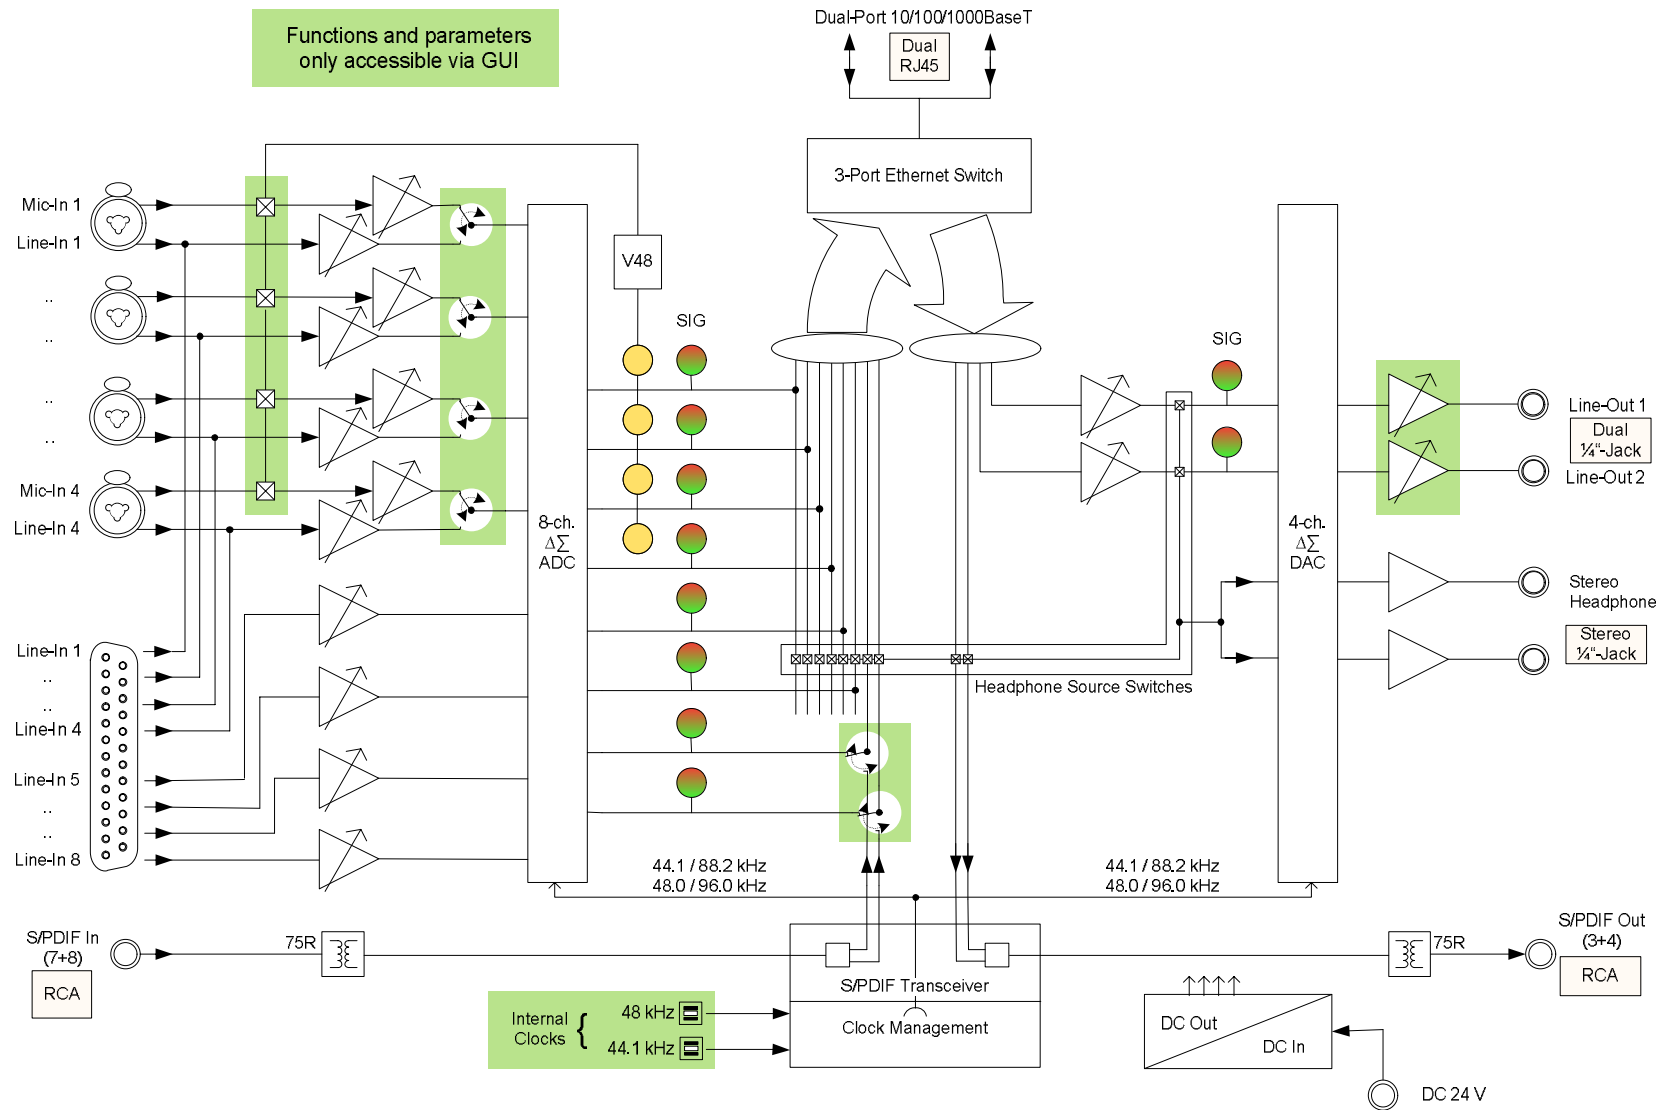 Functions and parameters
only accessible via GUI
Dual-Port 10/100/1000BaseT
Dual
RJ45
3-Port Ethernet Switch
Mic-In 1
Line-In 1
..
..
..
..
Mic-In 4
Line-In 4
V48
SIG
SIG
8-ch.
ΔΣ
ADC
4-ch.
ΔΣ
DAC
Line-Out 1
Dual
¼“-Jack
Line-Out 2
Stereo
Headphone
Stereo
¼“-Jack
Line-In 1
..
..
Line-In 4
Line-In 5
..
..
Line-In 8
Headphone Source Switches
44.1 / 88.2 kHz
48.0 / 96.0 kHz
44.1 / 88.2 kHz
48.0 / 96.0 kHz
S/PDIF In
(7+8)
RCA
75R
S/PDIF Transceiver
Clock Management
Internal
Clocks
{
48 kHz
44.1 kHz
75R
S/PDIF Out
(3+4)
RCA
DC Out
DC In
DC 24 V